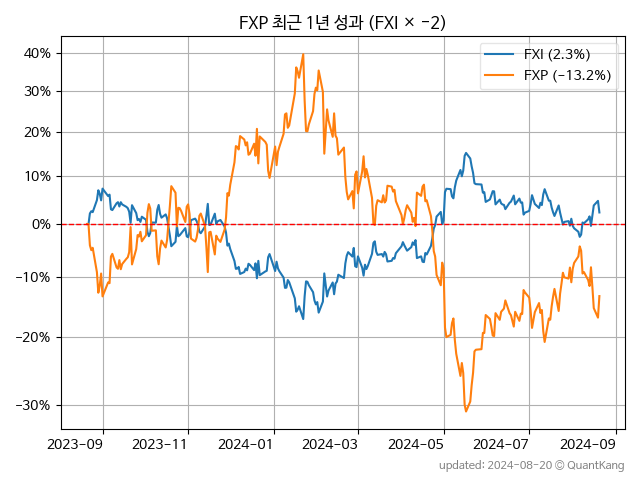 FXP 최근 1년 성과 (FXI × −2)
FXI (2.3%)
FXP (−13.2%)
40%
30%
20%
10%
0%
−10%
−20%
−30%
2023-09 2023-11 2024-01 2024-03 2024-05 2024-07 2024-09
updated: 2024-08-20 ⓒ QuantKang